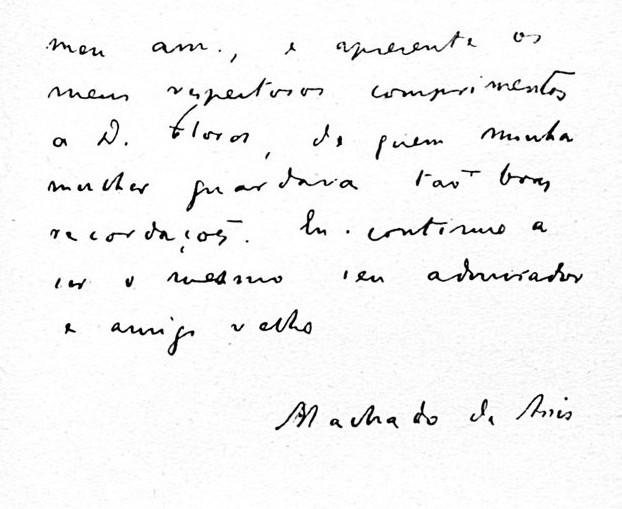 meu am., e apresente os
meus respeitosos comprimentos
a D. Flora, de quem minha
mulher guardava tão boas
recordações. Eu continuo a
ser o mesmo seu admirador
e amigo velho
Machado de Assis